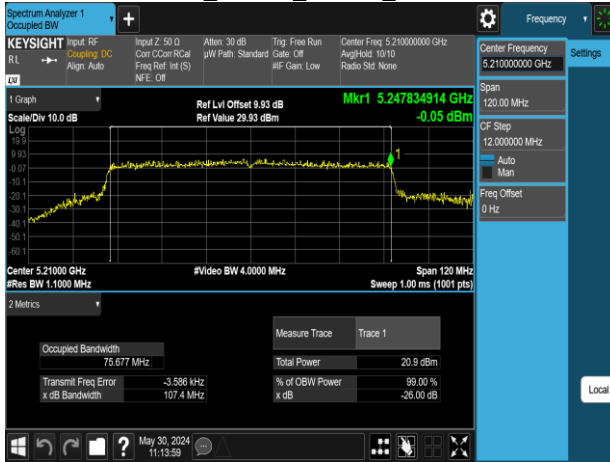 Spectrum Analyzer 1
Occupied BW
Frequency
KEYSIGHT
RL
LXI
Input: RF
Coupling: DC
Align: Auto
Input Z: 50 Ω
Corr CCorr RCal
Freq Ref: Int (S)
NFE: Off
Atten: 30 dB
µW Path: Standard
Trig: Free Run
Gate: Off
#IF Gain: Low
Center Freq: 5.210000000 GHz
Avg|Hold: 10/10
Radio Std: None
1 Graph
Scale/Div 10.0 dB
Ref Lvl Offset 9.93 dB
Ref Value 29.93 dBm
Mkr1 5.247834914 GHz
-0.05 dBm
Log
19.9
9.93
-0.07
-10.1
-20.1
-30.1
-40.1
-50.1
-60.1
1
Center 5.21000 GHz
#Res BW 1.1000 MHz
#Video BW 4.0000 MHz
Span 120 MHz
Sweep 1.00 ms (1001 pts)
2 Metrics
Measure Trace
Trace 1
Occupied Bandwidth
75.677 MHz
Total Power
20.9 dBm
Transmit Freq Error
-3.586 kHz
% of OBW Power
99.00 %
x dB Bandwidth
107.4 MHz
x dB
-26.00 dB
May 30, 2024
11:13:59
?
Center Frequency
5.210000000 GHz
Settings
Span
120.00 MHz
CF Step
12.000000 MHz
Auto
Man
Freq Offset
0 Hz
Local